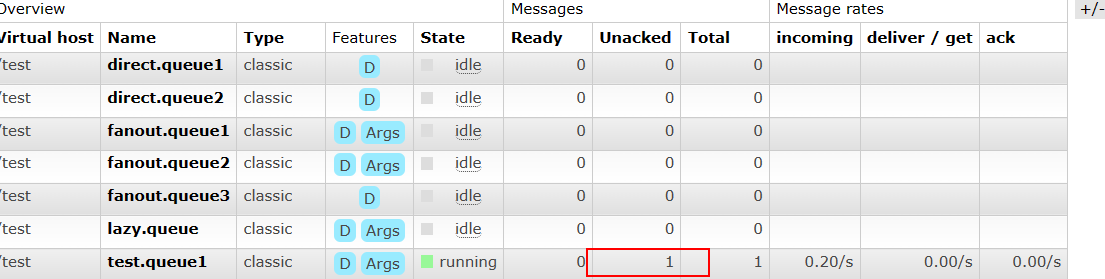 Overview Messages Message rates +/-
Virtual host Name Type Features State Ready Unacked Total incoming deliver / get ack
/test direct.queue1 classic D idle 0 0 0
/test direct.queue2 classic D idle 0 0 0
/test fanout.queue1 classic D Args idle 0 0 0
/test fanout.queue2 classic D Args idle 0 0 0
/test fanout.queue3 classic D idle 0 0 0
/test lazy.queue classic D Args idle 0 0 0
/test test.queue1 classic D Args running 0 1 1 0.20/s 0.00/s 0.00/s